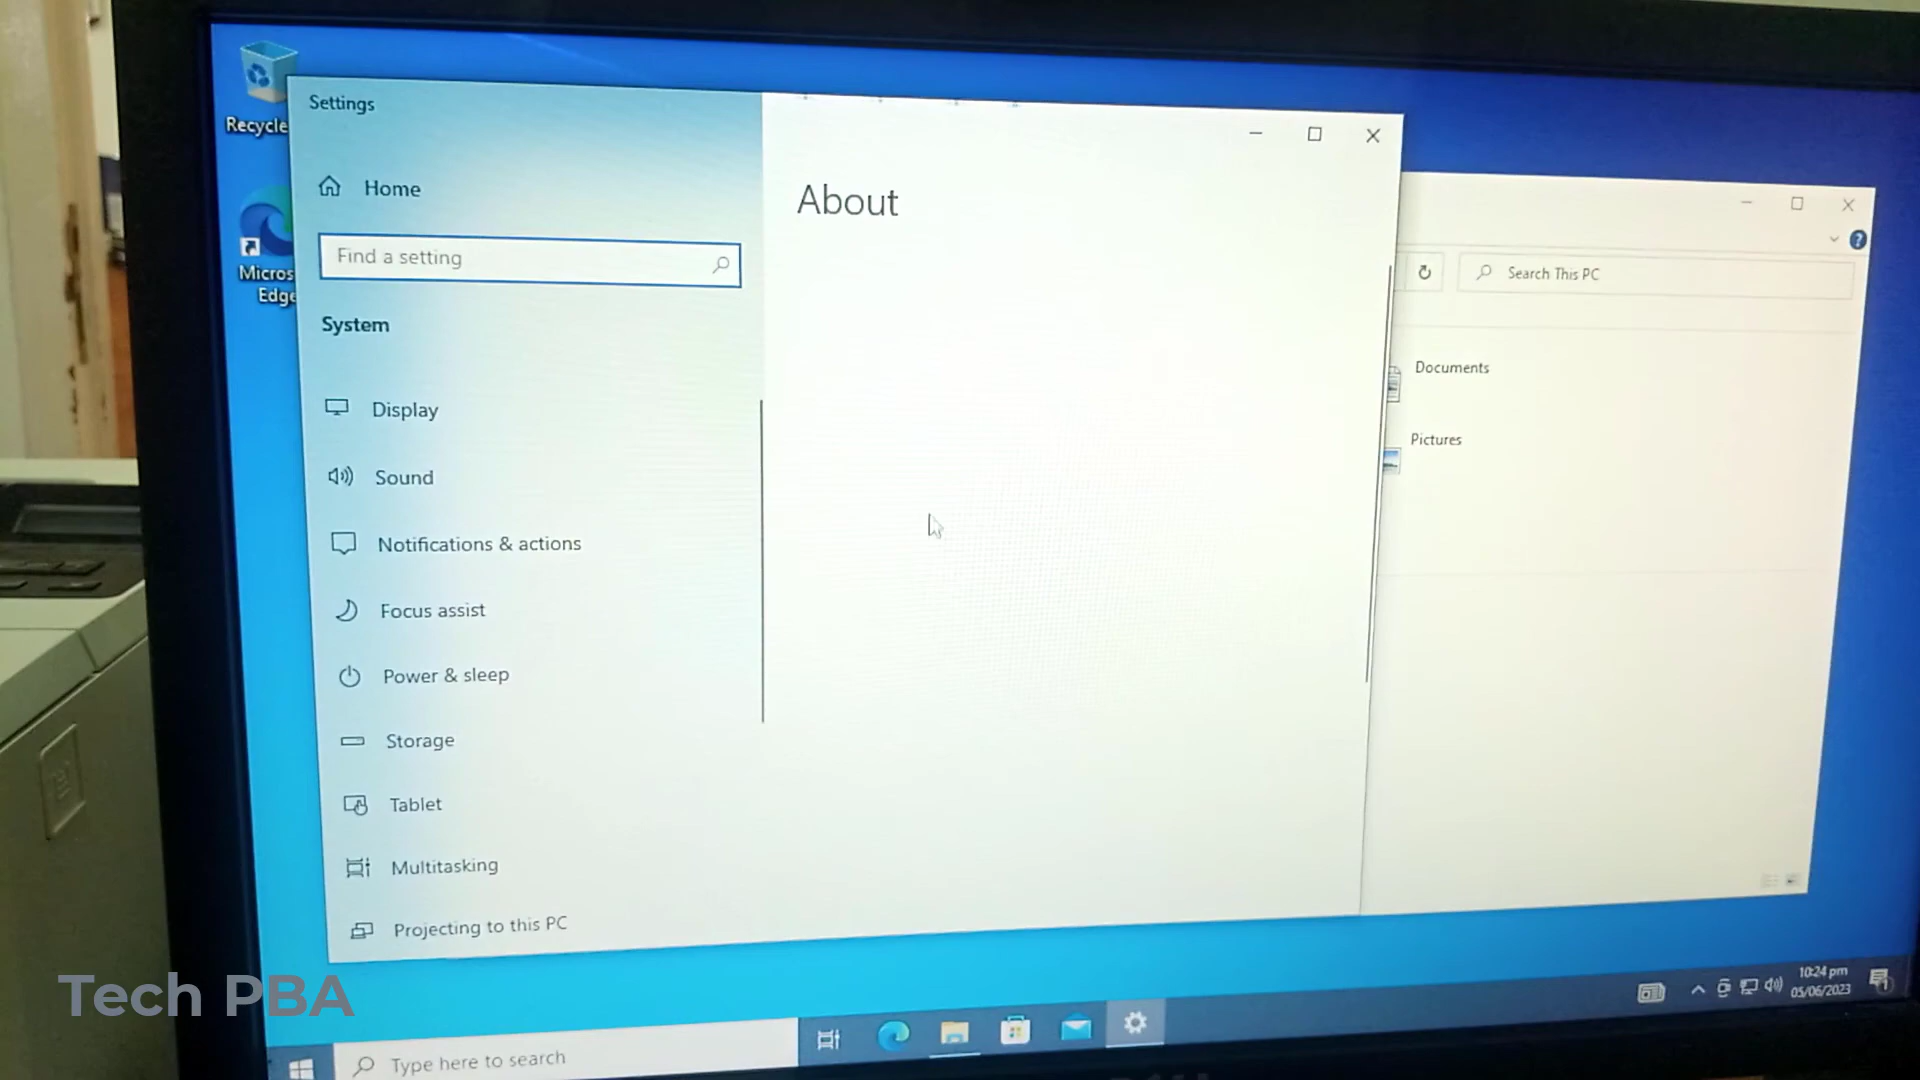 Recycle
Micros
Edge
Settings
Home
Find a setting
System
Display
Sound
Notifications & actions
Focus assist
Power & sleep
Storage
Tablet
Multitasking
Projecting to this PC
About
Search This PC
Documents
Pictures
Type here to search
10:24 pm
05/06/2023
Tech PBA